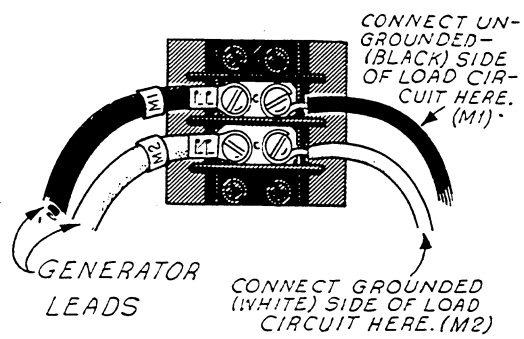 CONNECT UN-
GROUNDED-
(BLACK) SIDE
OF LOAD CIR-
CUIT HERE.
(M1).
M1
M2
GENERATOR
LEADS
CONNECT GROUNDED
(WHITE) SIDE OF LOAD
CIRCUIT HERE. (M2)